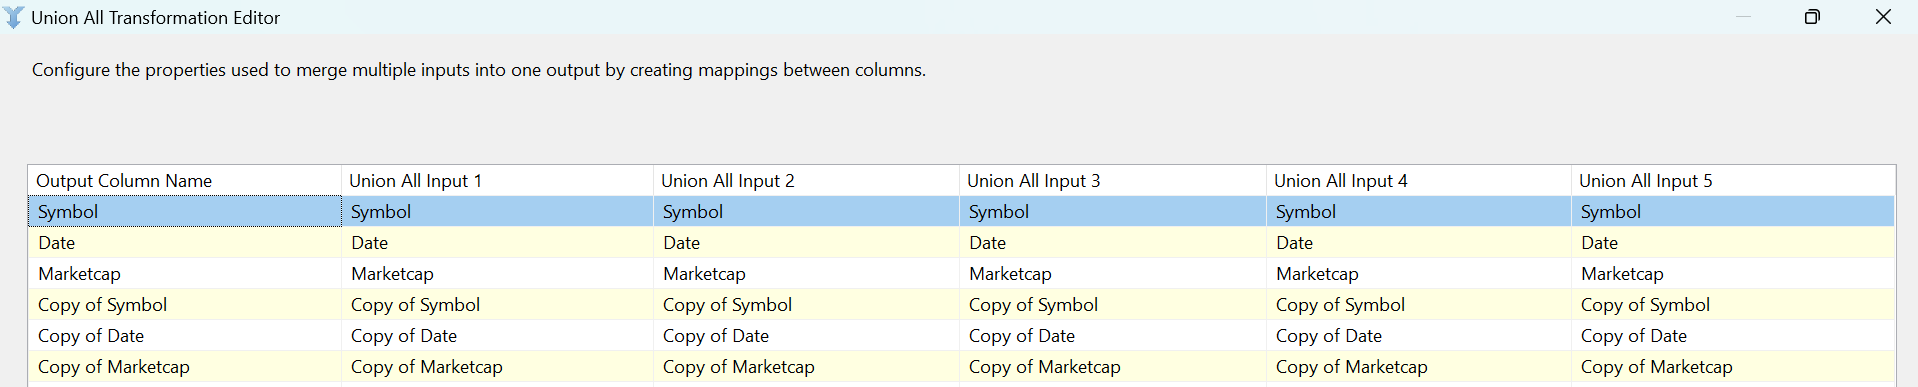 Union All Transformation Editor
Configure the properties used to merge multiple inputs into one output by creating mappings between columns.
Output Column Name Union All Input 1 Union All Input 2 Union All Input 3 Union All Input 4 Union All Input 5
Symbol Symbol Symbol Symbol Symbol Symbol
Date Date Date Date Date Date
Marketcap Marketcap Marketcap Marketcap Marketcap Marketcap
Copy of Symbol Copy of Symbol Copy of Symbol Copy of Symbol Copy of Symbol Copy of Symbol
Copy of Date Copy of Date Copy of Date Copy of Date Copy of Date Copy of Date
Copy of Marketcap Copy of Marketcap Copy of Marketcap Copy of Marketcap Copy of Marketcap Copy of Marketcap